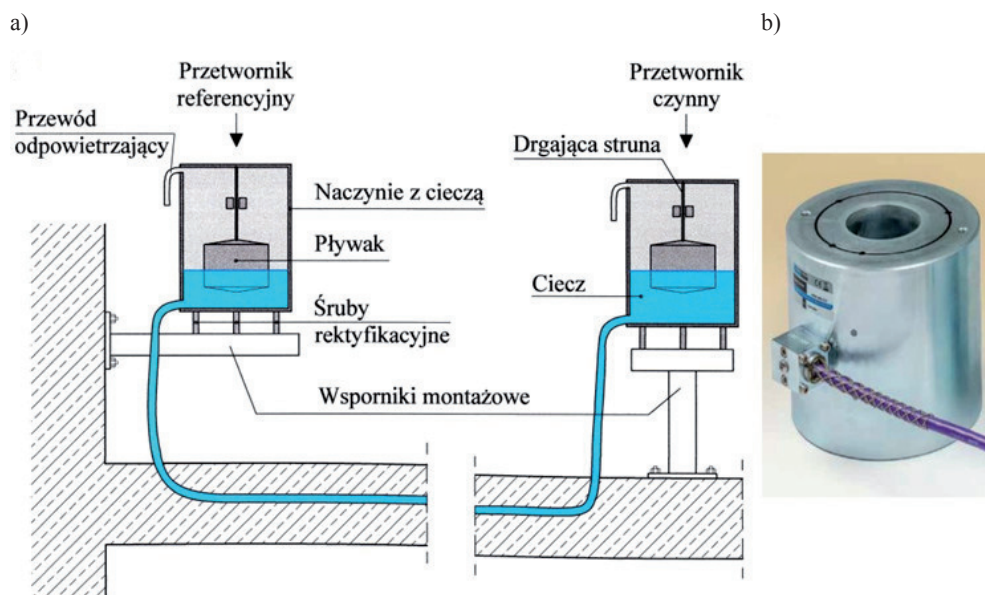 a)
b)
Przetwornik
referencyjny
Przetwornik
czynny
Przewód
odpowietrzający
Drgająca struna
Naczynie z cieczą
Pływak
Ciecz
Śruby
rektyfikacyjne
Wsporniki montażowe